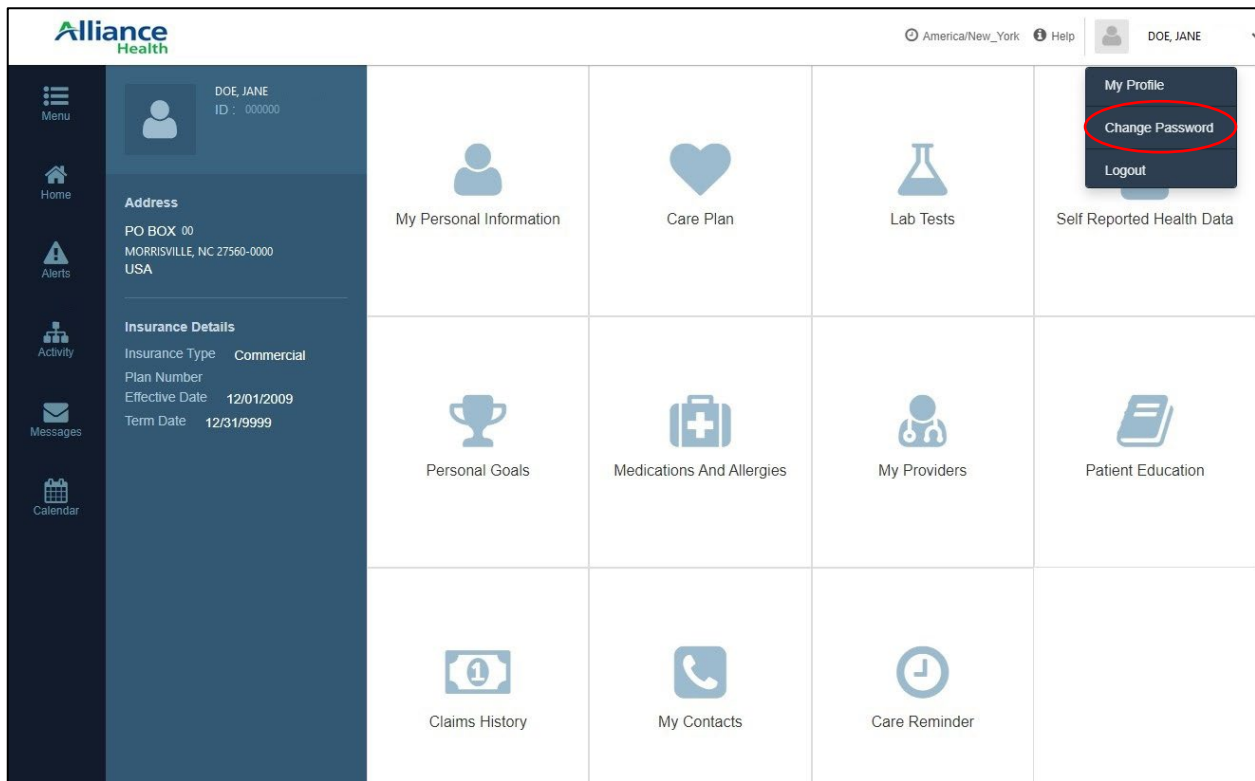 Alliance
Health
America/New_York Help DOE, JANE
My Profile
Change Password
Logout
Menu
Home
Alerts
Activity
Messages
Calendar
DOE, JANE
ID : 000000
Address
PO BOX 00
MORRISVILLE, NC 27560-0000
USA
Insurance Details
Insurance Type Commercial
Plan Number
Effective Date 12/01/2009
Term Date 12/31/9999
My Personal Information
Care Plan
Lab Tests
Self Reported Health Data
Personal Goals
Medications And Allergies
My Providers
Patient Education
1
Claims History
My Contacts
Care Reminder